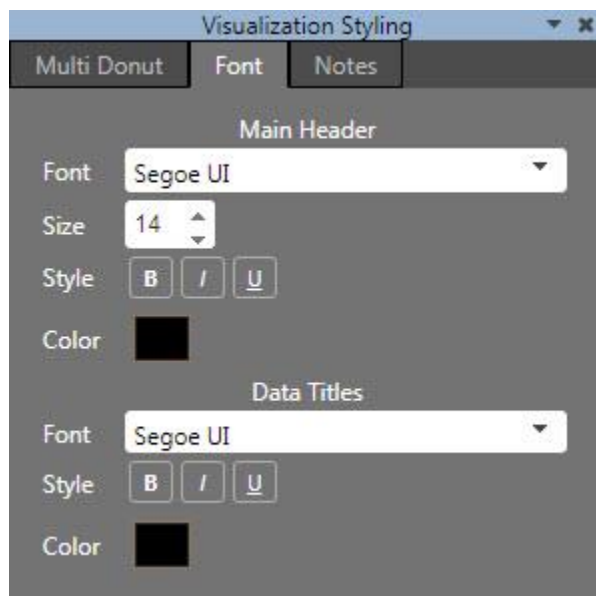 Visualization Styling
Multi Donut Font Notes
Main Header
Font Segoe UI
Size 14
Style B I U
Color
Data Titles
Font Segoe UI
Style B I U
Color